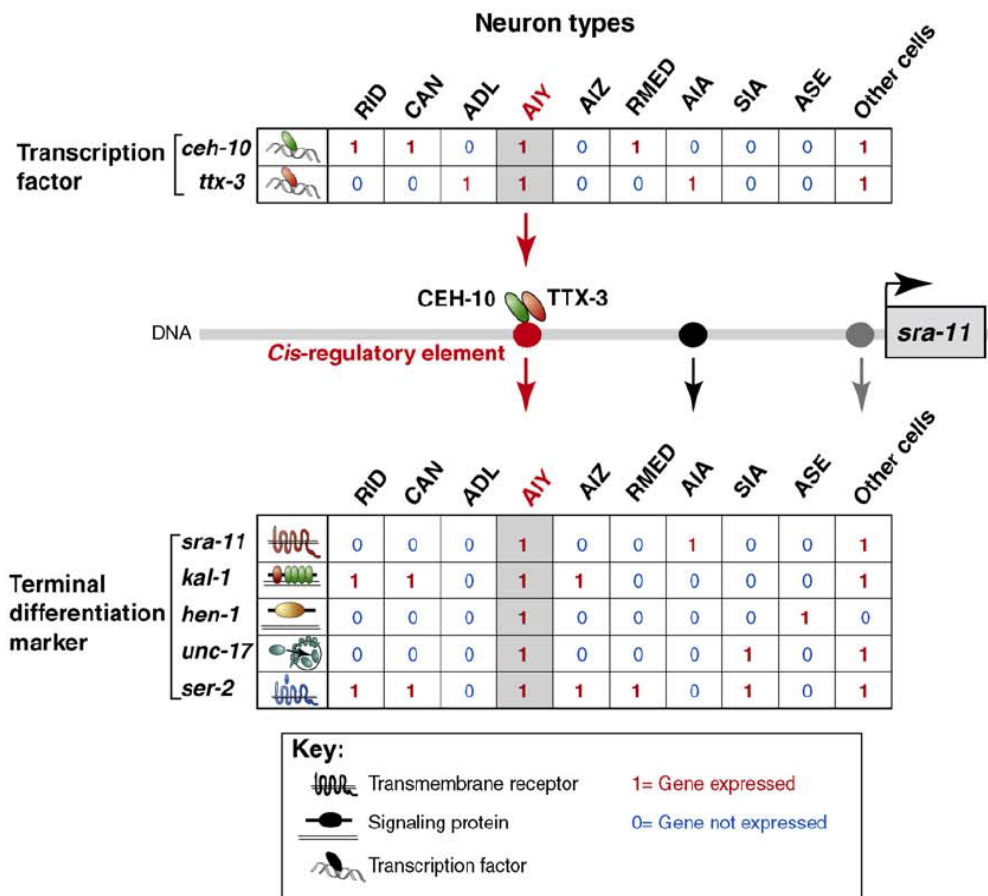 Neuron types
RID CAN ADL AIY AIZ RMED AIA SIA ASE Other cells
Transcription factor
ceh-10 1 1 0 1 0 1 0 0 0 1
ttx-3 0 0 1 1 0 0 1 0 0 1
CEH-10 TTX-3
DNA
Cis-regulatory element
sra-11
RID CAN ADL AIY AIZ RMED AIA SIA ASE Other cells
Terminal differentiation marker
sra-11 0 0 0 1 0 0 1 0 0 1
kal-1 1 1 0 1 1 0 0 0 0 1
hen-1 0 0 0 1 0 0 0 0 1 0
unc-17 0 0 0 1 0 0 0 1 0 1
ser-2 1 1 0 1 1 1 0 1 0 1
Key:
Transmembrane receptor 1= Gene expressed
Signaling protein 0= Gene not expressed
Transcription factor